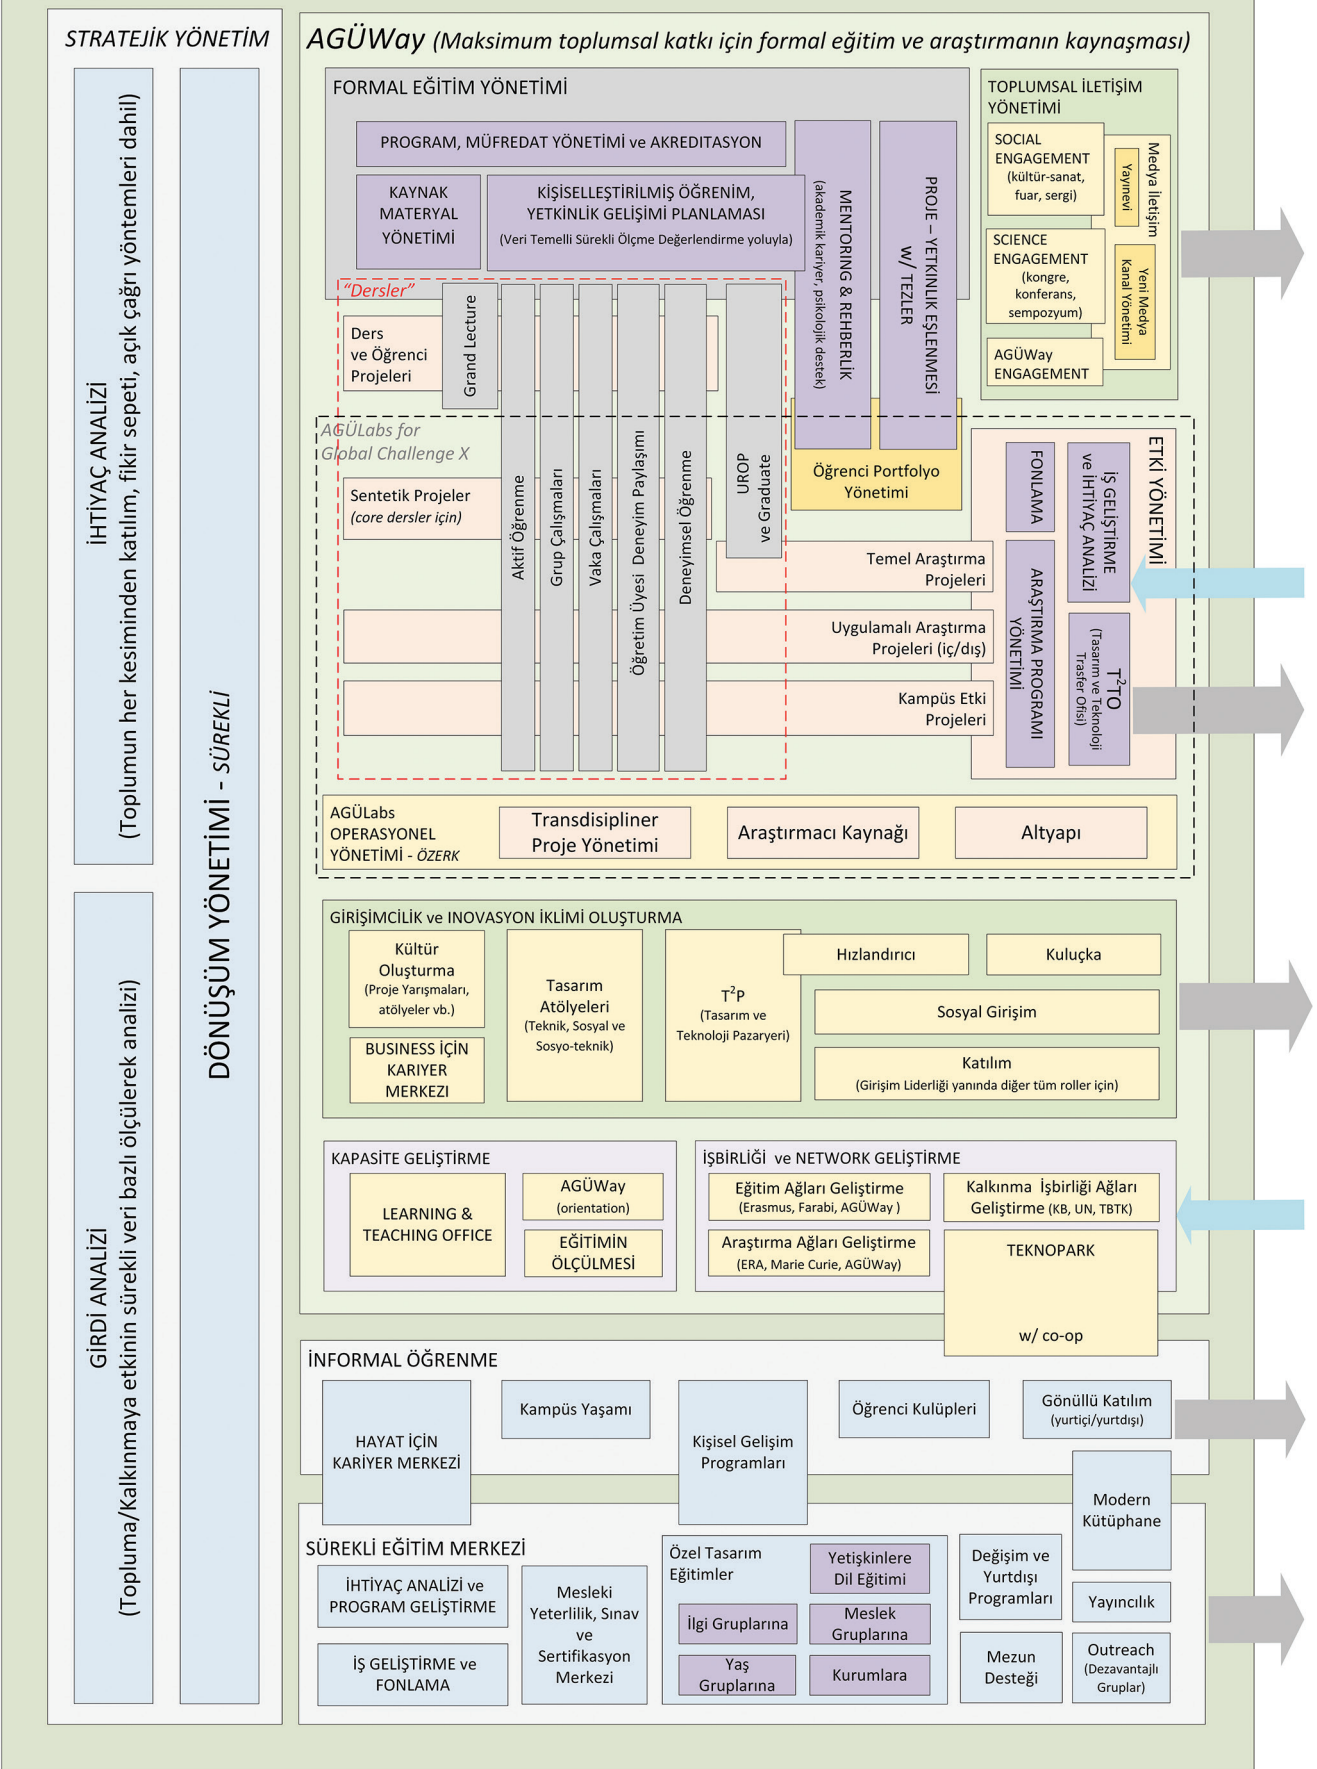 STRATEJİK YÖNETİM
İHTİYAÇ ANALİZİ
(Toplumun her kesiminden katılım, fikir sepeti, açık çağrı yöntemleri dahil)
GİRDİ ANALİZİ
(Topluma/Kalkınmaya etkinin sürekli veri bazlı ölçülerek analizi)
DÖNÜŞÜM YÖNETİMİ - SÜREKLİ
AGÜWay (Maksimum toplumsal katkı için formal eğitim ve araştırmanın kaynaşması)
FORMAL EĞİTİM YÖNETİMİ
PROGRAM, MÜFREDAT YÖNETİMİ ve AKREDITASYON
KAYNAK
MATERYAL
YÖNETİMİ
KİŞİSELLEŞTIRILMIŞ ÖĞRENİM,
YETKİNLİK GELİŞİMİ PLANLAMASI
(Veri Temelli Sürekli Ölçme Değerlendirme yoluyla)
MENTORING & REHBERLİK
(akademik kariyer, psikolojik destek)
PROJE – YETKINLIK EŞLENMESİ
w/ TEZLER
TOPLUMSAL İLETİŞİM
YÖNETİMİ
SOCIAL
ENGAGEMENT
(kültür-sanat,
fuar, sergi)
SCIENCE
ENGAGEMENT
(kongre,
konferans,
sempozyum)
AGÜWay
ENGAGEMENT
Medya İletişim
Yayınevi
Yeni Medya
Kanal Yönetimi
“Dersler”
Ders
ve Öğrenci
Projeleri
Grand Lecture
AGÜLabs for
Global Challenge X
Sentetik Projeler
(core dersler için)
Aktif Öğrenme
Grup Çalışmaları
Vaka Çalışmaları
Öğretim Üyesi Deneyim Paylaşımı
Deneyimsel Öğrenme
UROP
ve Graduate
Öğrenci Portfolyo
Yönetimi
Temel Araştırma
Projeleri
Uygulamalı Araştırma
Projeleri (iç/dış)
Kampüs Etki
Projeleri
ETKİ YÖNETİMİ
FONLAMA
İŞ GELİŞTİRME
ve İHTİYAÇ ANALİZİ
ARAŞTIRMA PROGRAMI
YÖNETİMİ
T²TO
(Tasarım ve Teknoloji
Trasfer Ofisi)
AGÜLabs
OPERASYONEL
YÖNETİMİ - ÖZERK
Transdisipliner
Proje Yönetimi
Araştırmacı Kaynağı
Altyapı
GİRİŞİMCİLİK ve INOVASYON İKLİMİ OLUŞTURMA
Kültür
Oluşturma
(Proje Yarışmaları,
atölyeler vb.)
BUSINESS İÇİN
KARIYER
MERKEZI
Tasarım
Atölyeleri
(Teknik, Sosyal ve
Sosyo-teknik)
T²P
(Tasarım ve
Teknoloji Pazaryeri)
Hızlandırıcı
Kuluçka
Sosyal Girişim
Katılım
(Girişim Liderliği yanında diğer tüm roller için)
KAPASİTE GELİŞTİRME
LEARNING &
TEACHING OFFICE
AGÜWay
(orientation)
EĞİTİMİN
ÖLÇÜLMESİ
İŞBİRLİĞİ ve NETWORK GELİŞTİRME
Eğitim Ağları Geliştirme
(Erasmus, Farabi, AGÜWay )
Kalkınma İşbirliği Ağları
Geliştirme (KB, UN, TBTK)
Araştırma Ağları Geliştirme
(ERA, Marie Curie, AGÜWay)
TEKNOPARK
w/ co-op
İNFORMAL ÖĞRENME
HAYAT İÇİN
KARİYER MERKEZİ
Kampüs Yaşamı
Kişisel Gelişim
Programları
Öğrenci Kulüpleri
Gönüllü Katılım
(yurtiçi/yurtdışı)
Modern
Kütüphane
SÜREKLİ EĞİTİM MERKEZİ
İHTİYAÇ ANALİZİ ve
PROGRAM GELİŞTİRME
İŞ GELİŞTİRME ve
FONLAMA
Mesleki
Yeterlilik, Sınav
ve
Sertifikasyon
Merkezi
Özel Tasarım
Eğitimler
Yetişkinlere
Dil Eğitimi
İlgi Gruplarına
Meslek
Gruplarına
Yaş
Gruplarına
Kurumlara
Değişim ve
Yurtdışı
Programları
Mezun
Desteği
Yayıncılık
Outreach
(Dezavantajlı
Gruplar)